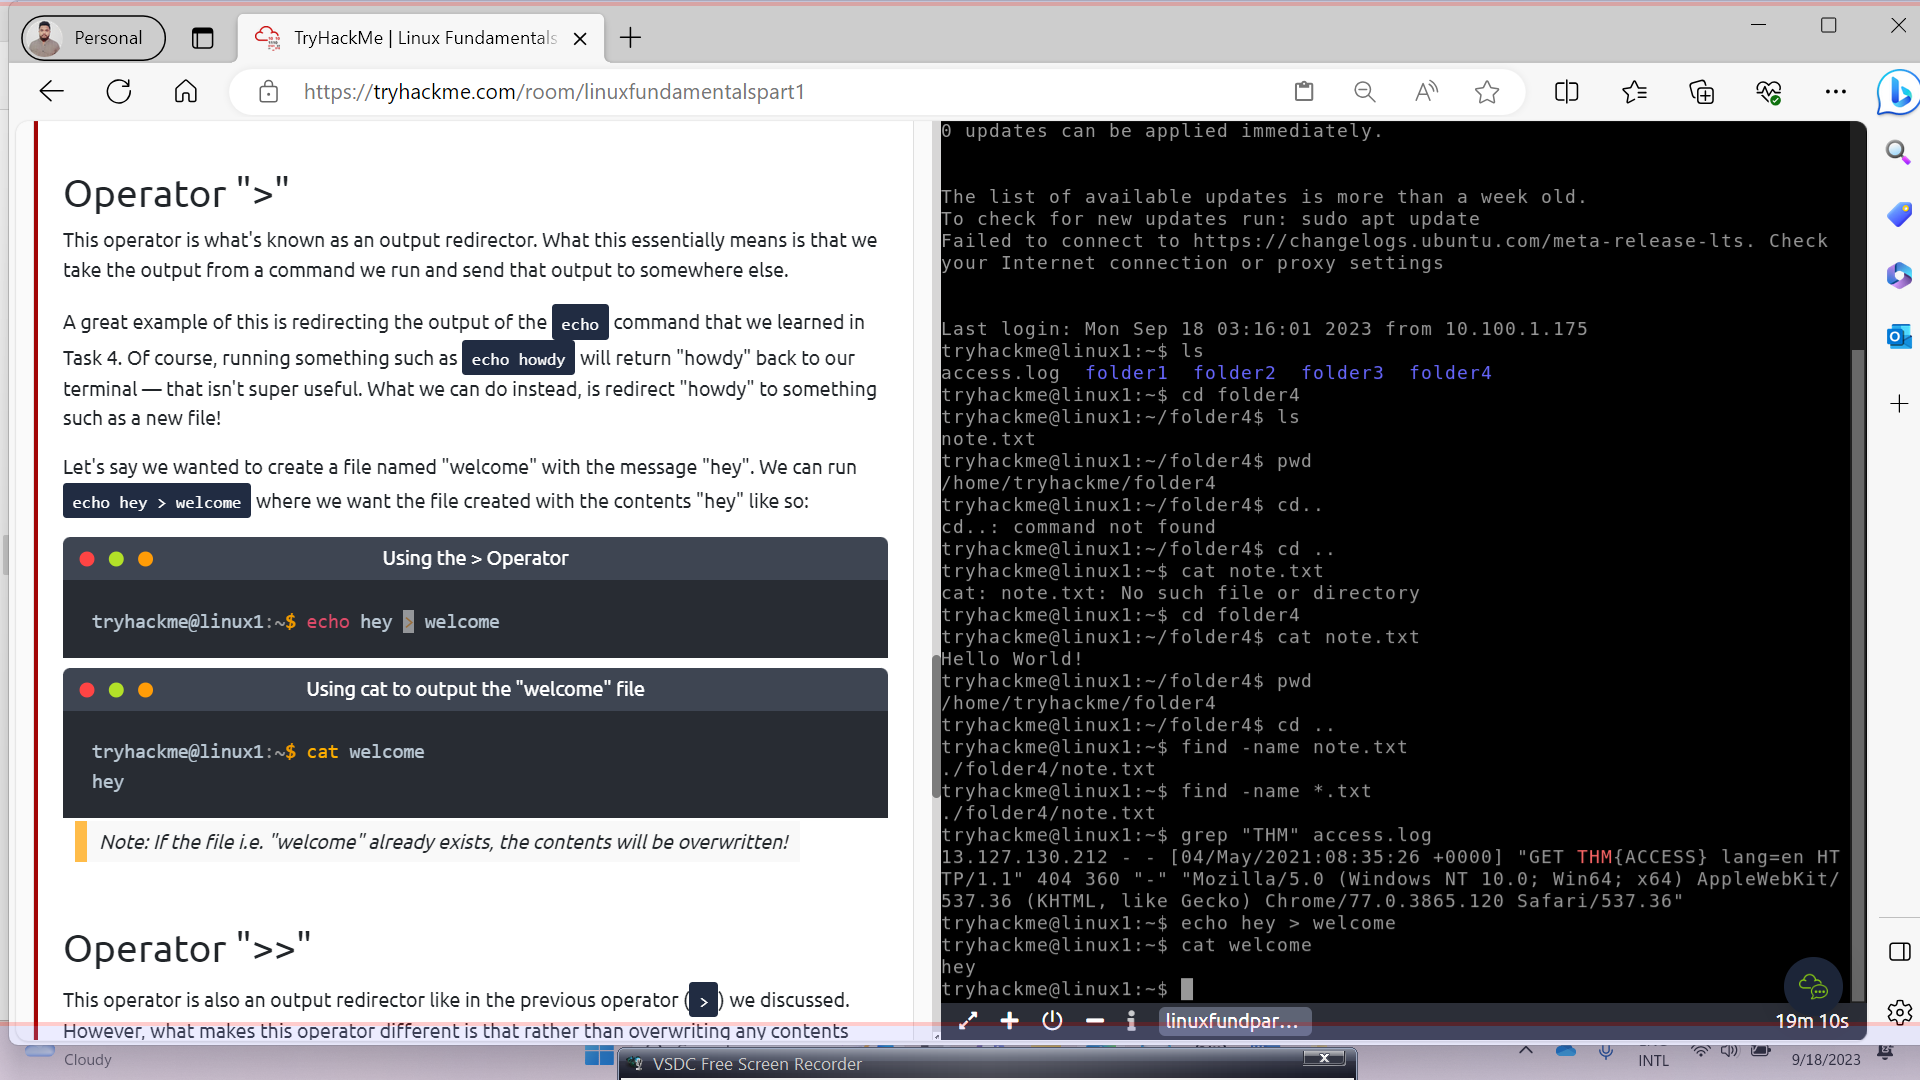 Personal
TryHackMe | Linux Fundamentals
https://tryhackme.com/room/linuxfundamentalspart1
Operator ">"
This operator is what's known as an output redirector. What this essentially means is that we
take the output from a command we run and send that output to somewhere else.
A great example of this is redirecting the output of the echo command that we learned in
Task 4. Of course, running something such as echo howdy will return "howdy" back to our
terminal — that isn't super useful. What we can do instead, is redirect "howdy" to something
such as a new file!
Let's say we wanted to create a file named "welcome" with the message "hey". We can run
echo hey > welcome where we want the file created with the contents "hey" like so:
Using the > Operator
tryhackme@linux1:~$ echo hey > welcome
Using cat to output the "welcome" file
tryhackme@linux1:~$ cat welcome
hey
Note: If the file i.e. "welcome" already exists, the contents will be overwritten!
Operator ">>"
This operator is also an output redirector like in the previous operator (>) we discussed.
However, what makes this operator different is that rather than overwriting any contents
0 updates can be applied immediately.
The list of available updates is more than a week old.
To check for new updates run: sudo apt update
Failed to connect to https://changelogs.ubuntu.com/meta-release-lts. Check
your Internet connection or proxy settings
Last login: Mon Sep 18 03:16:01 2023 from 10.100.1.175
tryhackme@linux1:~$ ls
access.log  folder1  folder2  folder3  folder4
tryhackme@linux1:~$ cd folder4
tryhackme@linux1:~/folder4$ ls
note.txt
tryhackme@linux1:~/folder4$ pwd
/home/tryhackme/folder4
tryhackme@linux1:~/folder4$ cd..
cd..: command not found
tryhackme@linux1:~/folder4$ cd ..
tryhackme@linux1:~$ cat note.txt
cat: note.txt: No such file or directory
tryhackme@linux1:~$ cd folder4
tryhackme@linux1:~/folder4$ cat note.txt
Hello World!
tryhackme@linux1:~/folder4$ pwd
/home/tryhackme/folder4
tryhackme@linux1:~/folder4$ cd ..
tryhackme@linux1:~$ find -name note.txt
./folder4/note.txt
tryhackme@linux1:~$ find -name *.txt
./folder4/note.txt
tryhackme@linux1:~$ grep "THM" access.log
13.127.130.212 - - [04/May/2021:08:35:26 +0000] "GET THM{ACCESS} lang=en HT
TP/1.1" 404 360 "-" "Mozilla/5.0 (Windows NT 10.0; Win64; x64) AppleWebKit/
537.36 (KHTML, like Gecko) Chrome/77.0.3865.120 Safari/537.36"
tryhackme@linux1:~$ echo hey > welcome
tryhackme@linux1:~$ cat welcome
hey
tryhackme@linux1:~$
linuxfundpar...
19m 10s
Cloudy
VSDC Free Screen Recorder
INTL
9/18/2023